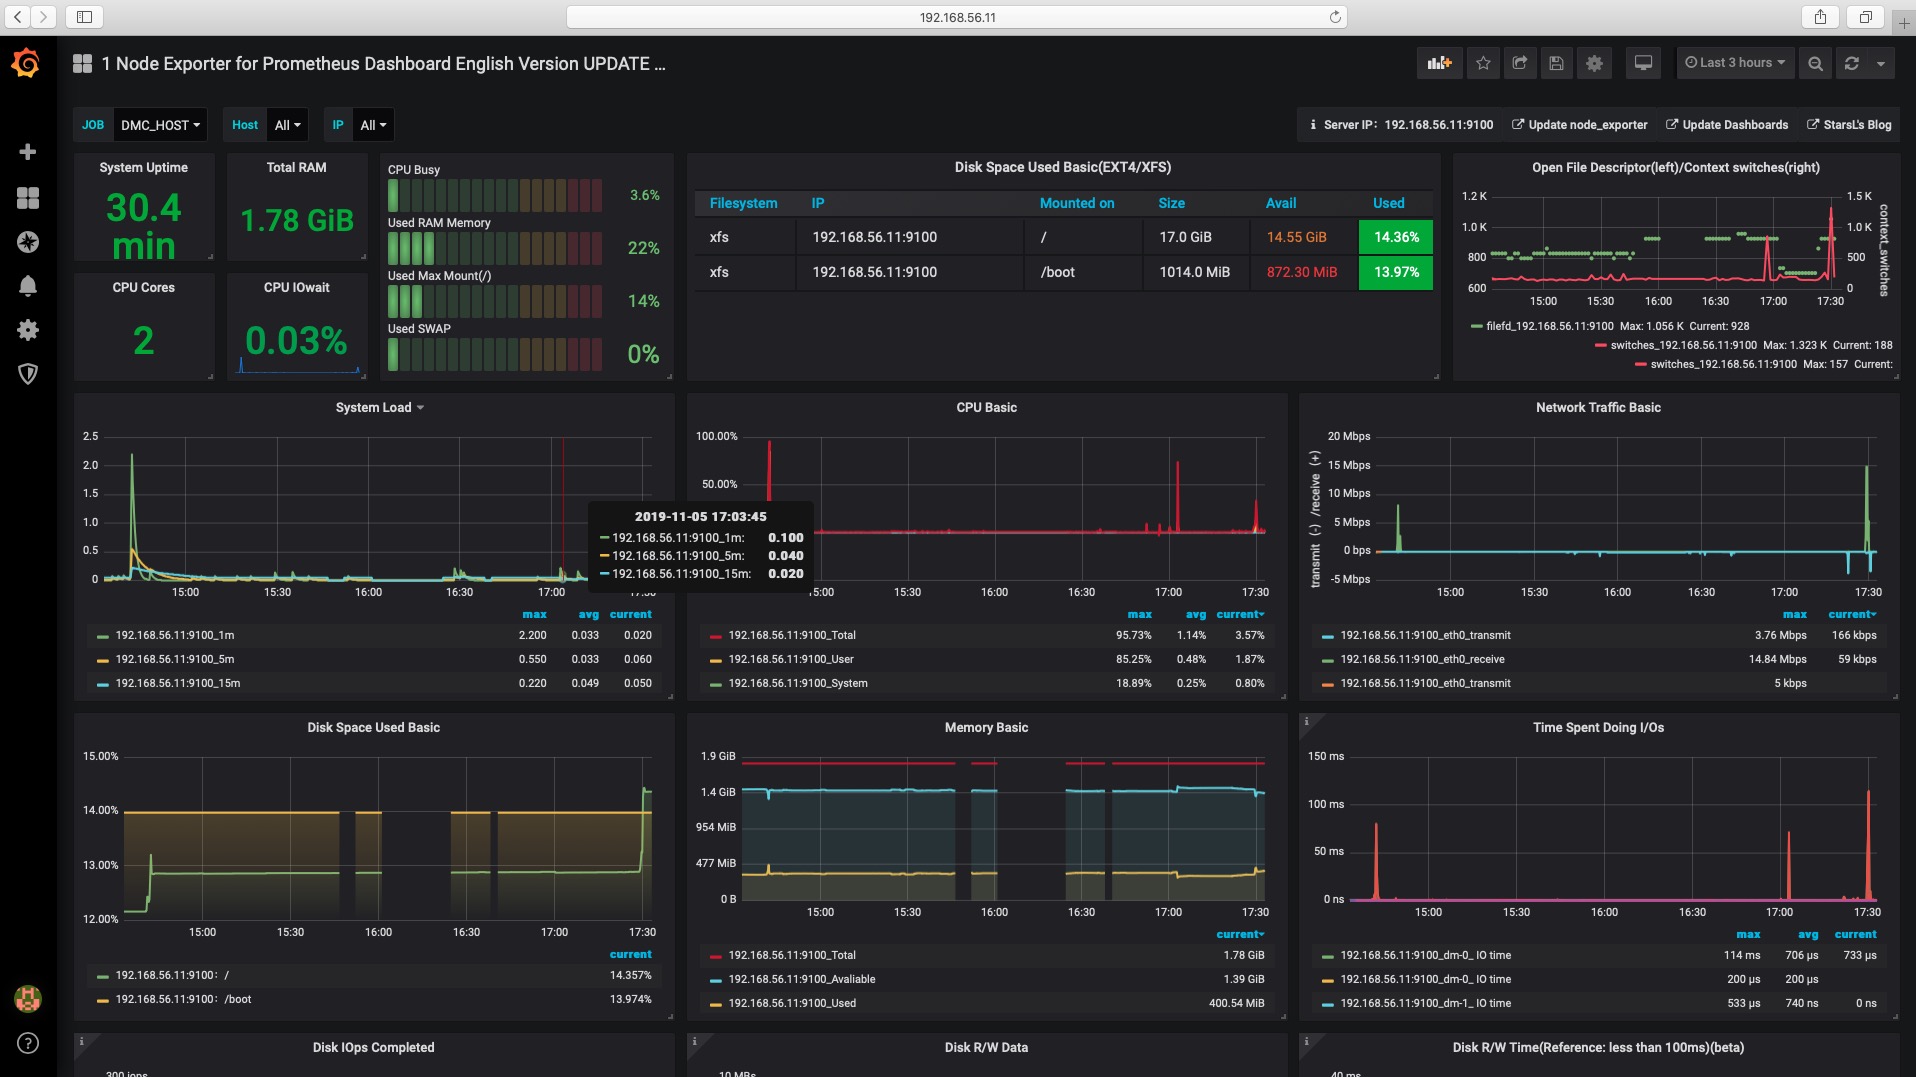 192.168.56.11
1 Node Exporter for Prometheus Dashboard English Version UPDATE ...
Last 3 hours
JOB DMC_HOST Host All IP All
Server IP：192.168.56.11:9100 Update node_exporter Update Dashboards StarsL's Blog
System Uptime
30.4
min
Total RAM
1.78 GiB
CPU Cores
2
CPU IOwait
0.03%
CPU Busy
3.6%
Used RAM Memory
22%
Used Max Mount(/)
14%
Used SWAP
0%
Disk Space Used Basic(EXT4/XFS)
Filesystem IP Mounted on Size Avail Used
xfs 192.168.56.11:9100 / 17.0 GiB 14.55 GiB 14.36%
xfs 192.168.56.11:9100 /boot 1014.0 MiB 872.30 MiB 13.97%
Open File Descriptor(left)/Context switches(right)
1.2 K
1.0 K
800
600
1.5 K
1.0 K
500
0
context_switches
15:00 15:30 16:00 16:30 17:00 17:30
filefd_192.168.56.11:9100 Max: 1.056 K Current: 928
switches_192.168.56.11:9100 Max: 1.323 K Current: 188
switches_192.168.56.11:9100 Max: 157 Current:
System Load
2.5
2.0
1.5
1.0
0.5
0
15:00 15:30 16:00 16:30 17:00 17:30
max avg current
192.168.56.11:9100_1m 2.200 0.033 0.020
192.168.56.11:9100_5m 0.550 0.033 0.060
192.168.56.11:9100_15m 0.220 0.049 0.050
2019-11-05 17:03:45
192.168.56.11:9100_1m: 0.100
192.168.56.11:9100_5m: 0.040
192.168.56.11:9100_15m: 0.020
CPU Basic
100.00%
50.00%
15:00 15:30 16:00 16:30 17:00 17:30
max avg current
192.168.56.11:9100_Total 95.73% 1.14% 3.57%
192.168.56.11:9100_User 85.25% 0.48% 1.87%
192.168.56.11:9100_System 18.89% 0.25% 0.80%
Network Traffic Basic
transmit (-) /receive (+)
20 Mbps
15 Mbps
10 Mbps
5 Mbps
0 bps
-5 Mbps
15:00 15:30 16:00 16:30 17:00 17:30
max current
192.168.56.11:9100_eth0_transmit 3.76 Mbps 166 kbps
192.168.56.11:9100_eth0_receive 14.84 Mbps 59 kbps
192.168.56.11:9100_eth0_transmit 5 kbps
Disk Space Used Basic
15.00%
14.00%
13.00%
12.00%
15:00 15:30 16:00 16:30 17:00 17:30
current
192.168.56.11:9100：/ 14.357%
192.168.56.11:9100：/boot 13.974%
Memory Basic
1.9 GiB
1.4 GiB
954 MiB
477 MiB
0 B
15:00 15:30 16:00 16:30 17:00 17:30
current
192.168.56.11:9100_Total 1.78 GiB
192.168.56.11:9100_Avaliable 1.39 GiB
192.168.56.11:9100_Used 400.54 MiB
Time Spent Doing I/Os
150 ms
100 ms
50 ms
0 ns
15:00 15:30 16:00 16:30 17:00 17:30
max avg current
192.168.56.11:9100_dm-0_ IO time 114 ms 706 µs 733 µs
192.168.56.11:9100_dm-0_ IO time 200 µs 200 µs
192.168.56.11:9100_dm-1_ IO time 533 µs 740 ns 0 ns
Disk IOps Completed
300 iops
Disk R/W Data
10 MBs
Disk R/W Time(Reference: less than 100ms)(beta)
40 ms